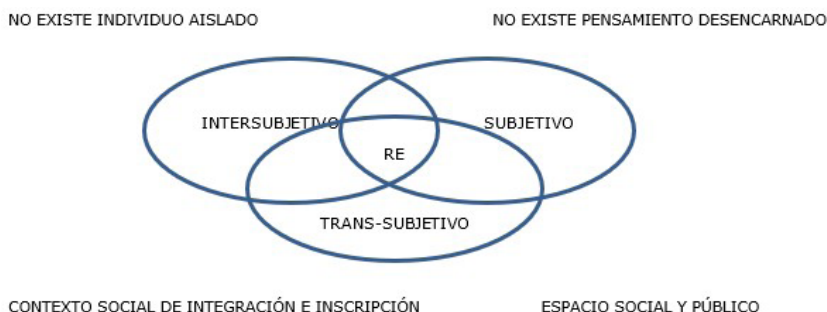 NO EXISTE INDIVIDUO AISLADO
NO EXISTE PENSAMIENTO DESENCARNADO
INTERSUBJETIVO
SUBJETIVO
RE
TRANS-SUBJETIVO
CONTEXTO SOCIAL DE INTEGRACIÓN E INSCRIPCIÓN
ESPACIO SOCIAL Y PÚBLICO